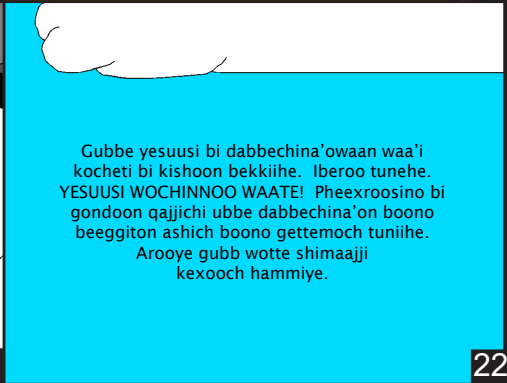 Gubbe yesuusi bi dabbechina’owaan waa’i
kocheti bi kishoon bekkiihe.  Iberoo tunehe.
YESUUSI WOCHINNOO WAATE!  Pheexroosino bi
gondoon qajjichi ubbe dabbechina’on boono
beeggiton ashich boono gettemoch tuniihe.
Arooye gubb wotte shimaajji
kexooch hammiye.
22